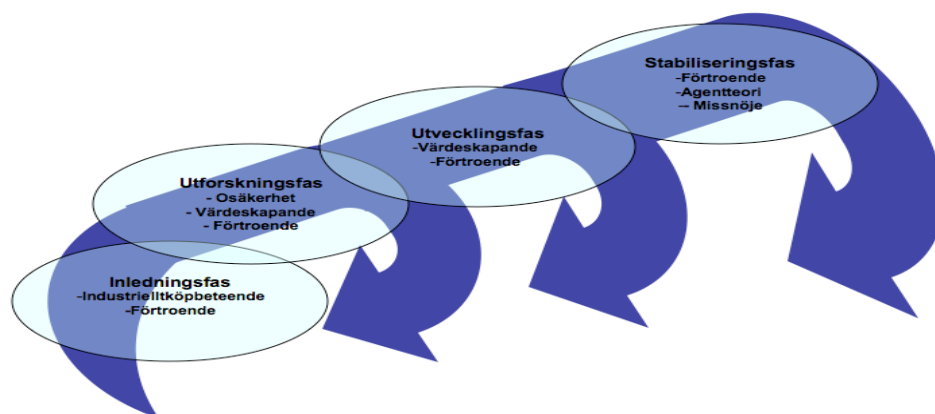 Stabiliseringsfas
-Förtroende
-Agentteori
-- Missnöje
Utvecklingsfas
-Värdeskapande
-Förtroende
Utforskningsfas
- Osäkerhet
- Värdeskapande
- Förtroende
Inledningsfas
-Industrielltköpbeteende
-Förtroende